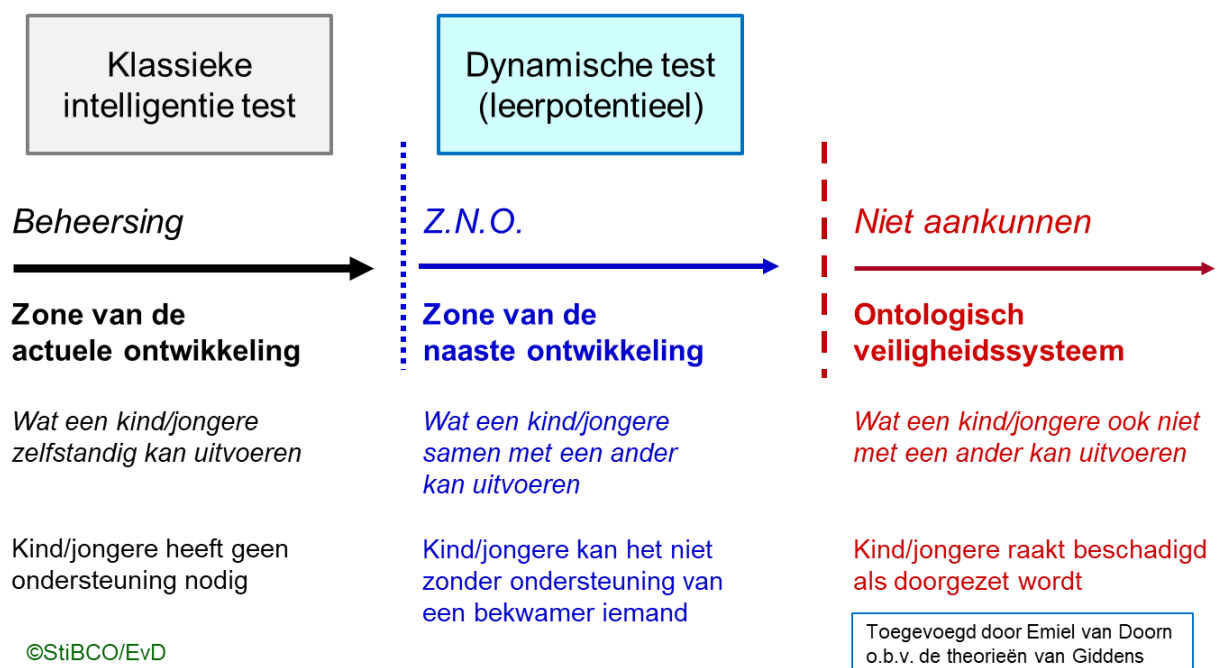 Klassieke
intelligentie test
Dynamische test
(leerpotentieel)
Beheersing
Zone van de
actuele ontwikkeling
Wat een kind/jongere
zelfstandig kan uitvoeren
Kind/jongere heeft geen
ondersteuning nodig
Z.N.O.
Zone van de
naaste ontwikkeling
Wat een kind/jongere
samen met een ander
kan uitvoeren
Kind/jongere kan het niet
zonder ondersteuning van
een bekwamer iemand
Niet aankunnen
Ontologisch
veiligheidssysteem
Wat een kind/jongere ook niet
met een ander kan uitvoeren
Kind/jongere raakt beschadigd
als doorgezet wordt
Toegevoegd door Emiel van Doorn
o.b.v. de theorieën van Giddens
©StiBCO/EvD